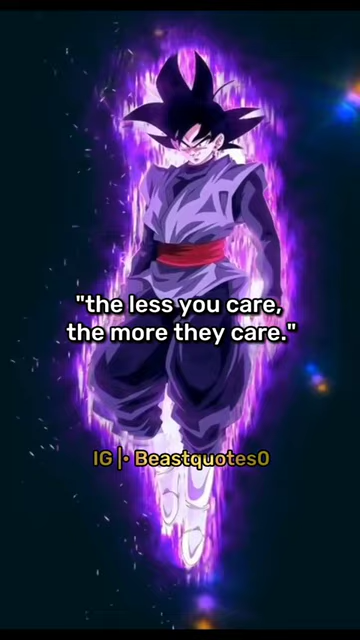 "the less you care,
the more they care."
IG |• Beastquotes0